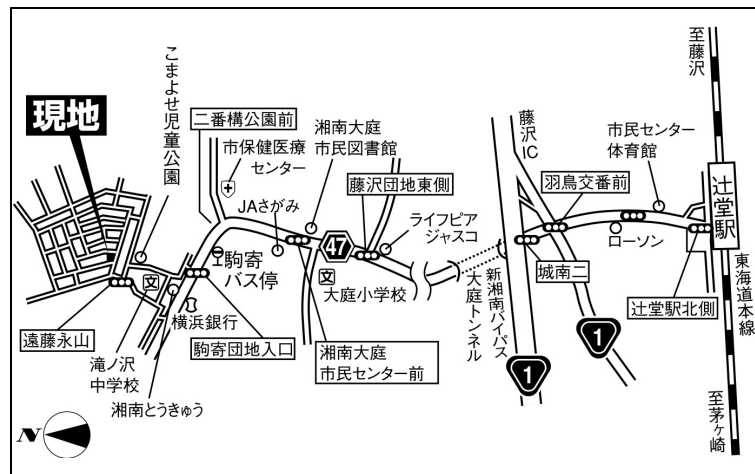 現地
こまよせ児童公園
二番構公園前
市保健医療
センター
湘南大庭
市民図書館
JAさがみ
藤沢団地東側
ライフピア
ジャスコ
47
駒寄
バス停
文
大庭小学校
文
横浜銀行
遠藤永山
滝ノ沢
中学校
湘南とうきゅう
駒寄団地入口
湘南大庭
市民センター前
大庭トンネル
新湘南バイパス
藤沢
IC
羽鳥交番前
市民センター
体育館
ローソン
城南二
辻堂駅北側
1
1
至藤沢
辻堂駅
東海道本線
至茅ヶ崎
N